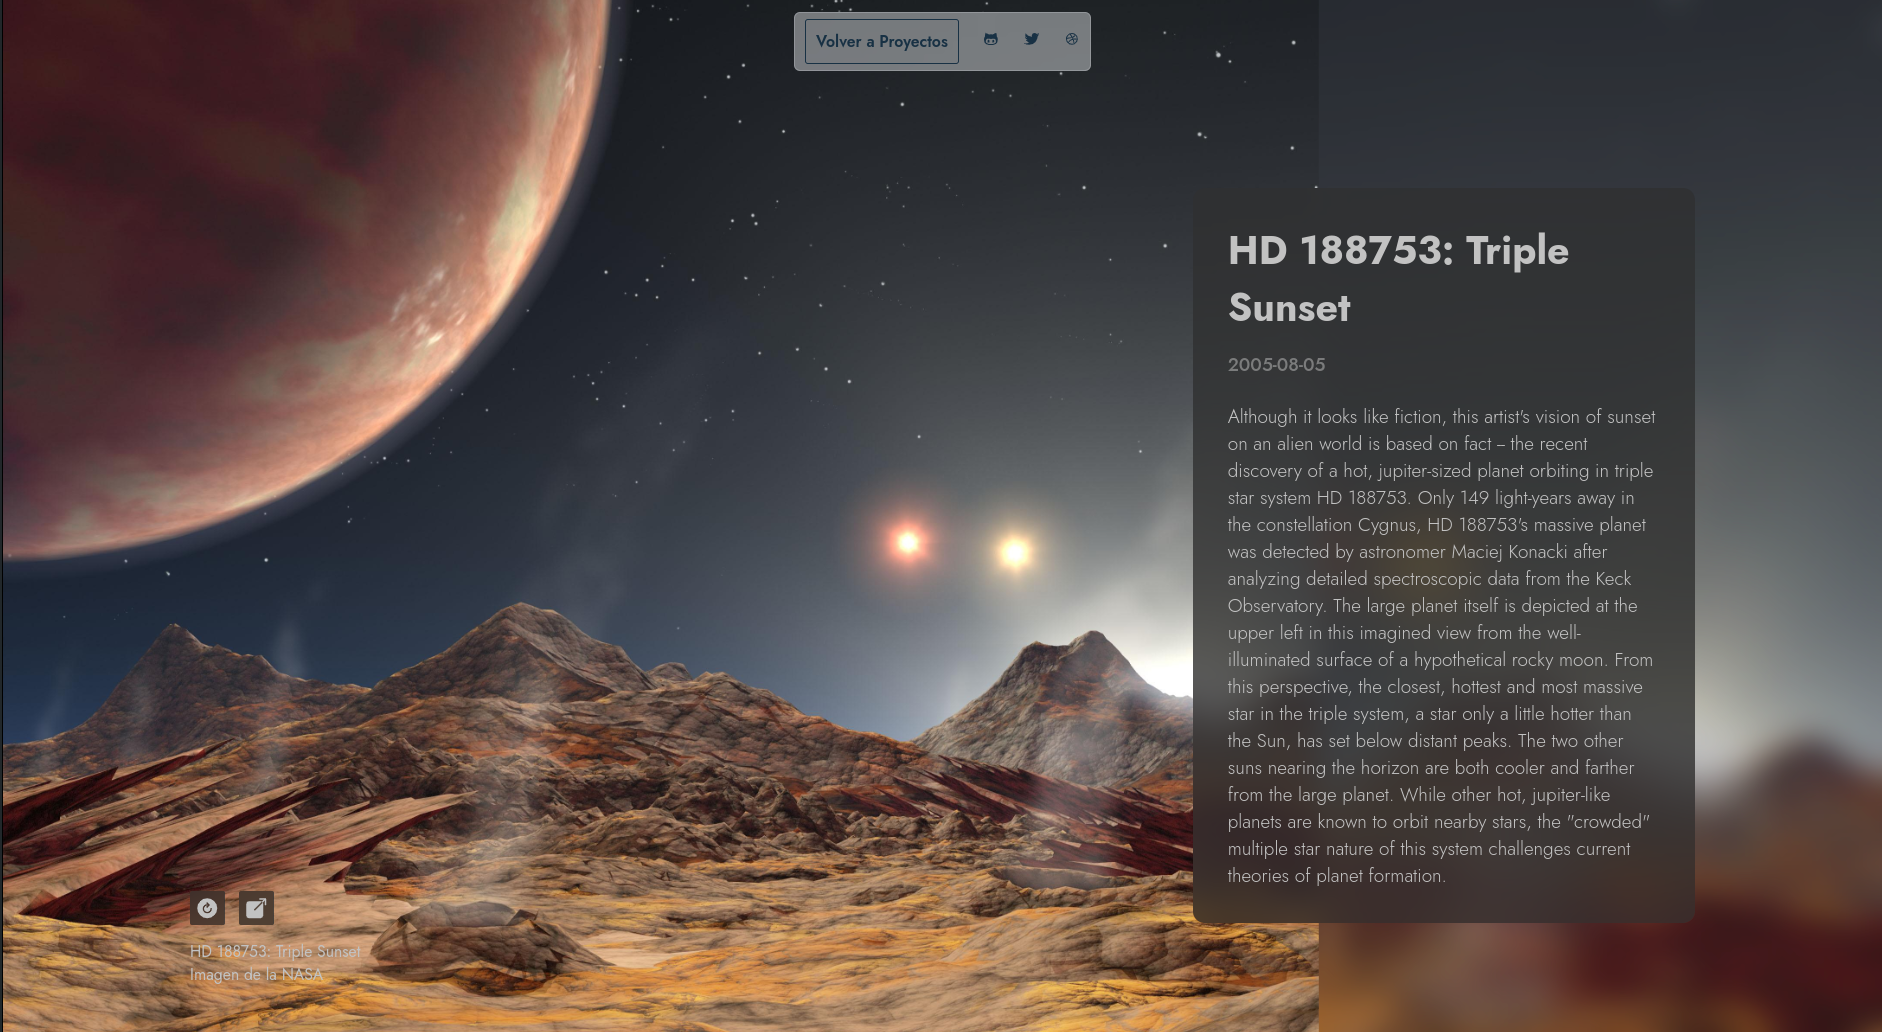 Volver a Proyectos
HD 188753: Triple
Sunset
2005-08-05
Although it looks like fiction, this artist's vision of sunset
on an alien world is based on fact -- the recent
discovery of a hot, jupiter-sized planet orbiting in triple
star system HD 188753. Only 149 light-years away in
the constellation Cygnus, HD 188753's massive planet
was detected by astronomer Maciej Konacki after
analyzing detailed spectroscopic data from the Keck
Observatory. The large planet itself is depicted at the
upper left in this imagined view from the well-
illuminated surface of a hypothetical rocky moon. From
this perspective, the closest, hottest and most massive
star in the triple system, a star only a little hotter than
the Sun, has set below distant peaks. The two other
suns nearing the horizon are both cooler and farther
from the large planet. While other hot, jupiter-like
planets are known to orbit nearby stars, the "crowded"
multiple star nature of this system challenges current
theories of planet formation.
HD 188753: Triple Sunset
Imagen de la NASA